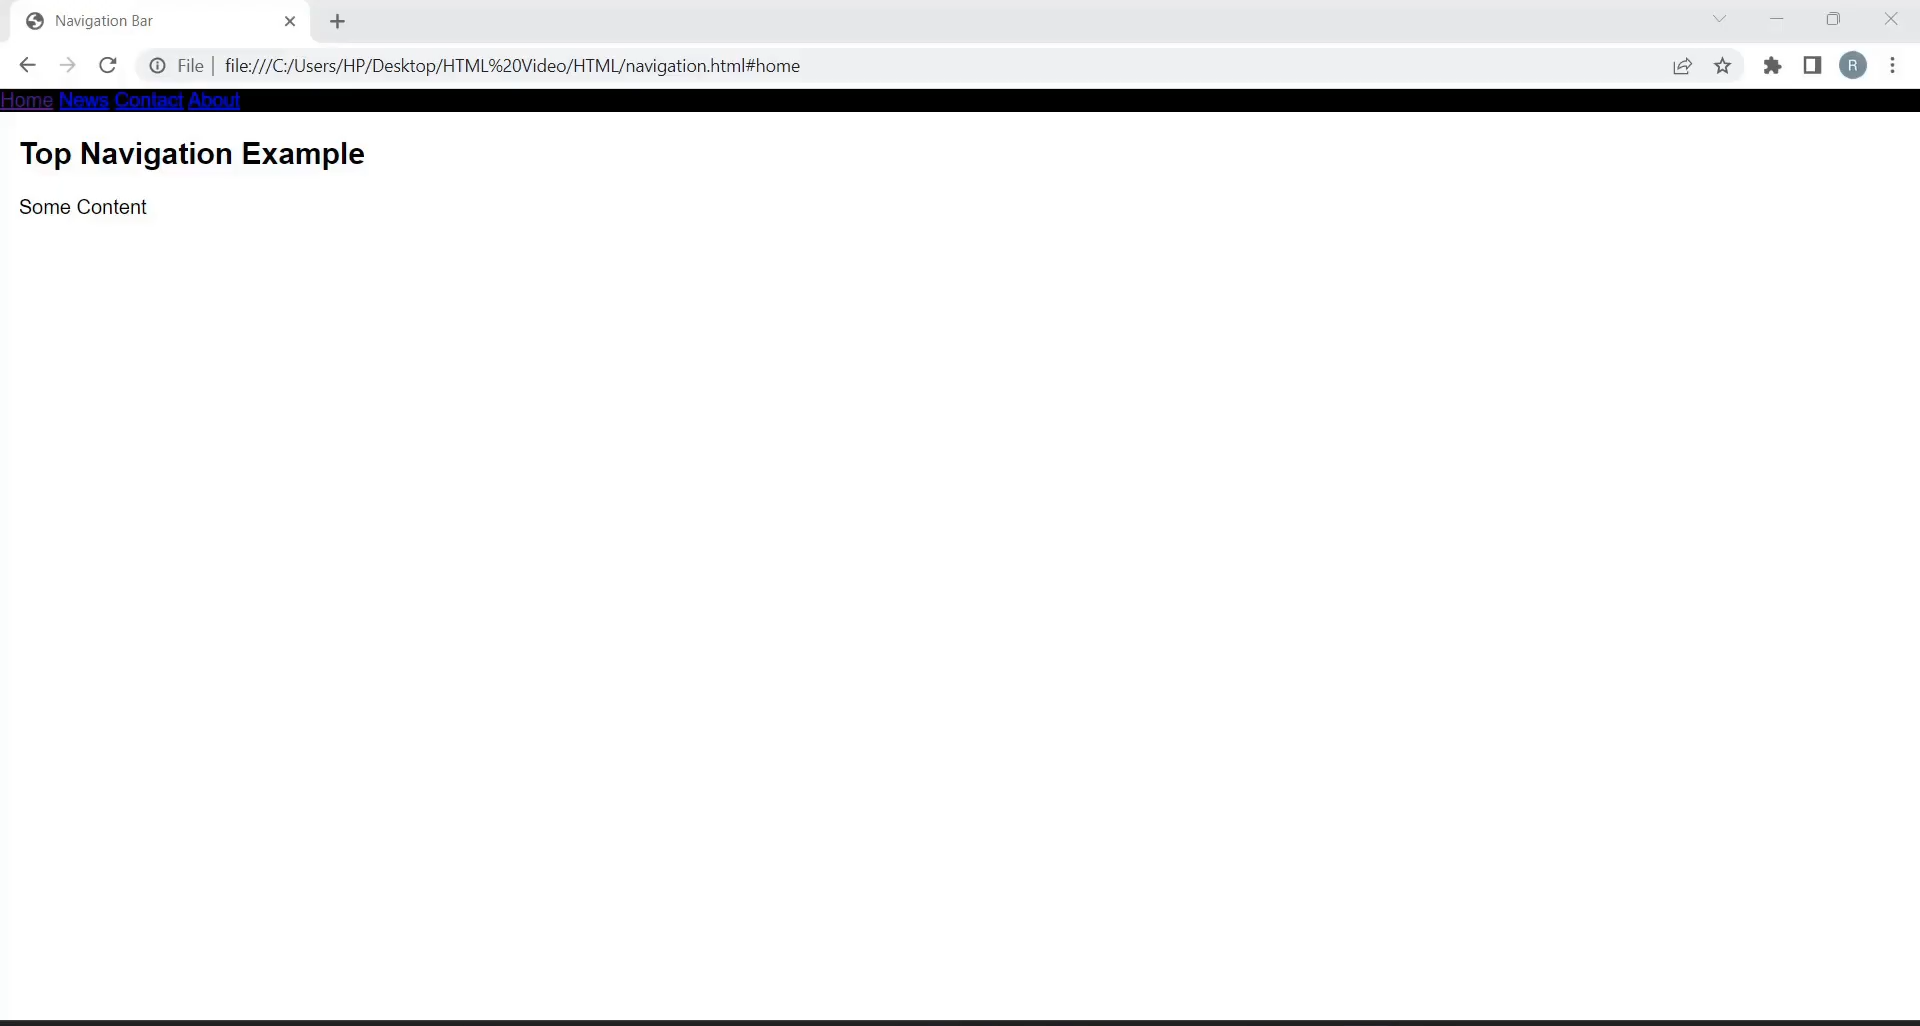 Navigation Bar
File file:///C:/Users/HP/Desktop/HTML%20Video/HTML/navigation.html#home R
Home News Contact About
Top Navigation Example
Some Content